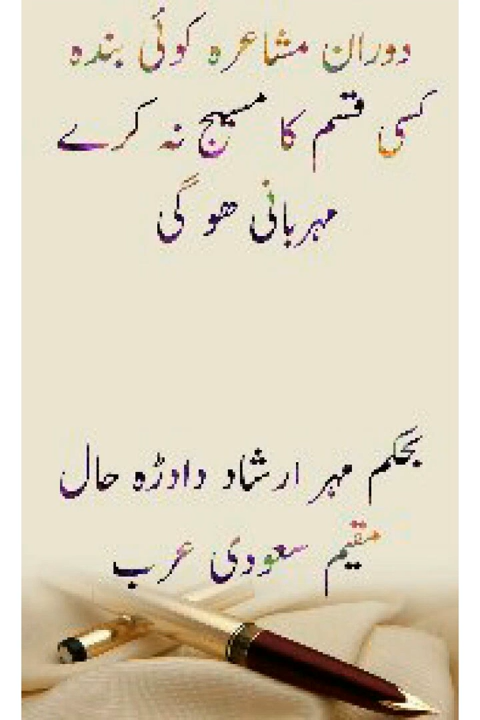 دوران مشاعرہ کوئی بندہ
کسی قسم کا مسیج نہ کرے
مہربانی ھو گی
بحکم مہر ارشاد دادڑہ حال
مقیم سعودی عرب